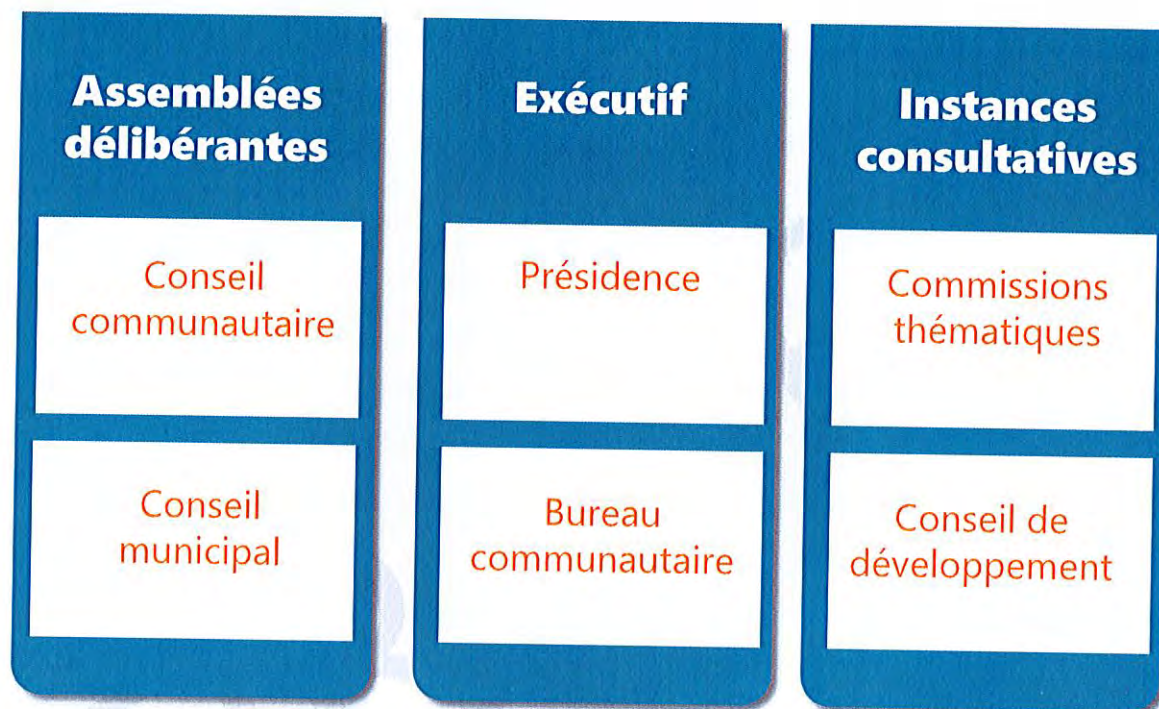 Assemblées
délibérantes
Conseil
communautaire
Conseil
municipal
Exécutif
Présidence
Bureau
communautaire
Instances
consultatives
Commissions
thématiques
Conseil de
développement